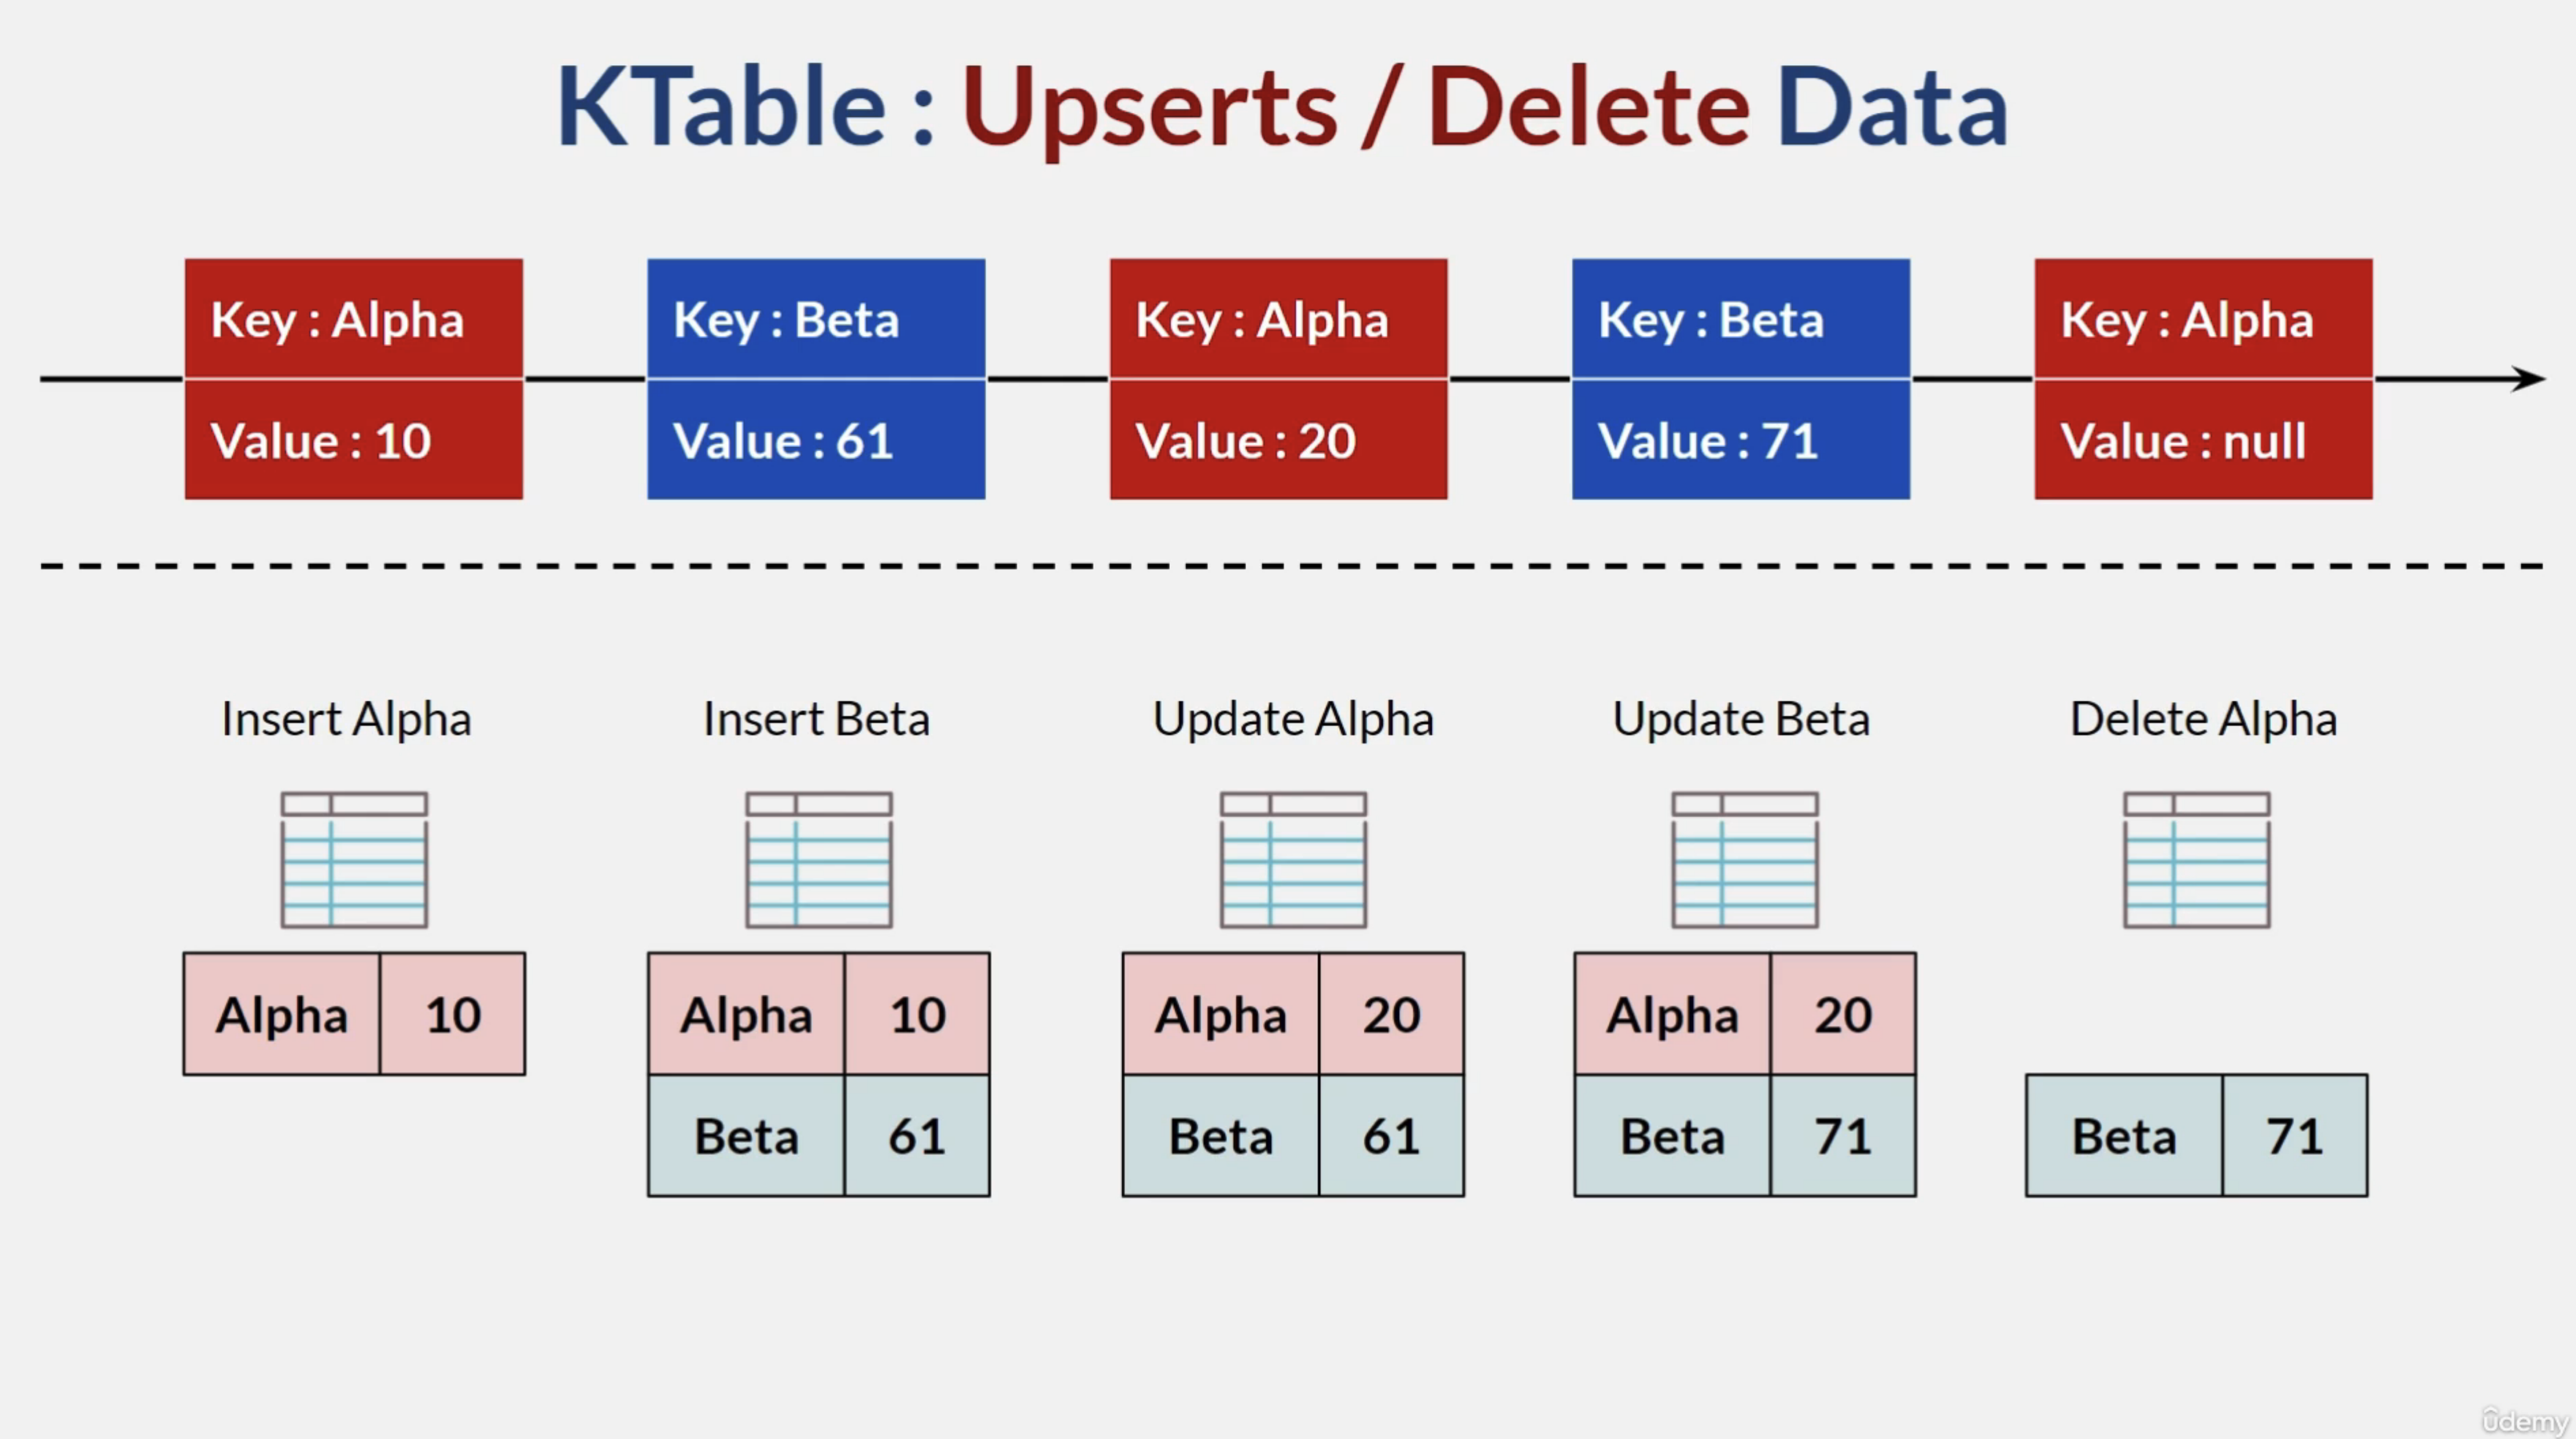 KTable : Upserts / Delete Data
Key : Alpha
Value : 10
Key : Beta
Value : 61
Key : Alpha
Value : 20
Key : Beta
Value : 71
Key : Alpha
Value : null
Insert Alpha
Alpha 10
Insert Beta
Alpha 10
Beta 61
Update Alpha
Alpha 20
Beta 61
Update Beta
Alpha 20
Beta 71
Delete Alpha
Beta 71
ûdemy